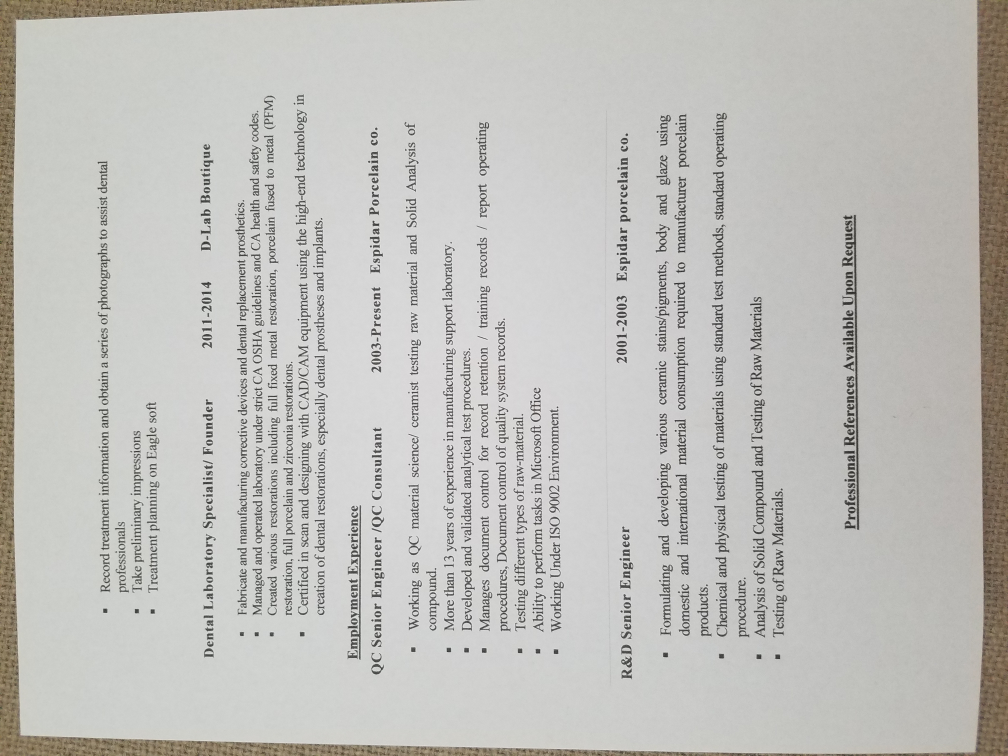 ▪ Record treatment information and obtain a series of photographs to assist dental
professionals
▪ Take preliminary impressions
▪ Treatment planning on Eagle soft
Dental Laboratory Specialist/ Founder 2011-2014 D-Lab Boutique
▪ Fabricate and manufacturing corrective devices and dental replacement prosthetics.
▪ Managed and operated laboratory under strict CA OSHA guidelines and CA health and safety codes.
▪ Created various restorations including full fixed metal restoration, porcelain fused to metal (PFM)
restoration, full porcelain and zirconia restorations.
▪ Certified in scan and designing with CAD/CAM equipment using the high-end technology in
creation of dental restorations, especially dental prostheses and implants.
Employment Experience
QC Senior Engineer /QC Consultant 2003-Present Espidar Porcelain co.
▪ Working as QC material science/ ceramist testing raw material and Solid Analysis of
compound.
▪ More than 13 years of experience in manufacturing support laboratory.
▪ Developed and validated analytical test procedures.
▪ Manages document control for record retention / training records / report operating
procedures, Document control of quality system records.
▪ Testing different types of raw-material.
▪ Ability to perform tasks in Microsoft Office
▪ Working Under ISO 9002 Environment.
R&D Senior Engineer 2001-2003 Espidar porcelain co.
▪ Formulating and developing various ceramic stains/pigments, body and glaze using
domestic and international material consumption required to manufacturer porcelain
products.
▪ Chemical and physical testing of materials using standard test methods, standard operating
procedure.
▪ Analysis of Solid Compound and Testing of Raw Materials
▪ Testing of Raw Materials.
Professional References Available Upon Request